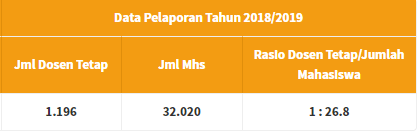 Data Pelaporan Tahun 2018/2019
Jml Dosen Tetap
Jml Mhs
Rasio Dosen Tetap/Jumlah
Mahasiswa
1.196
32.020
1 : 26.8